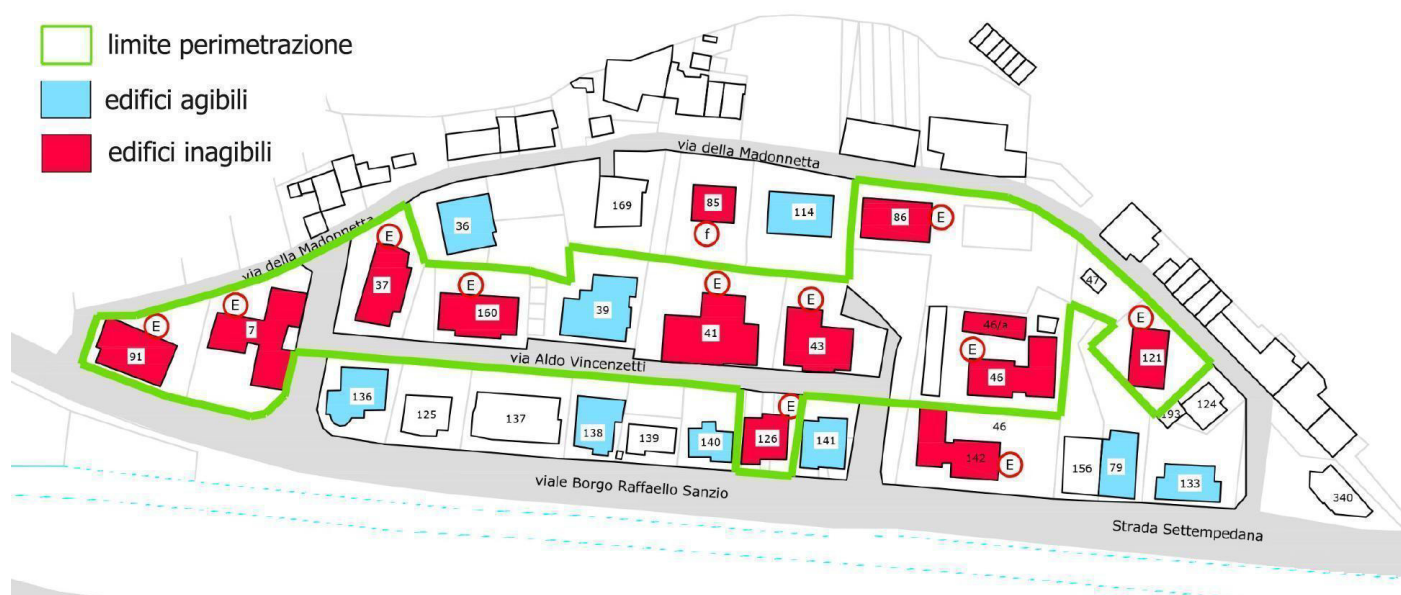 limite perimetrazione
edifici agibili
edifici inagibili
via della Madonnetta
via della Madonnetta
36
169
85
f
114
86
E
E
37
E
160
39
E
41
E
43
47
46/a
E
46
E
121
E
91
E
7
via Aldo Vincenzetti
136
125
137
138
139
140
126
E
141
46
142
E
156
79
133
193
124
340
viale Borgo Raffaello Sanzio
Strada Settempedana